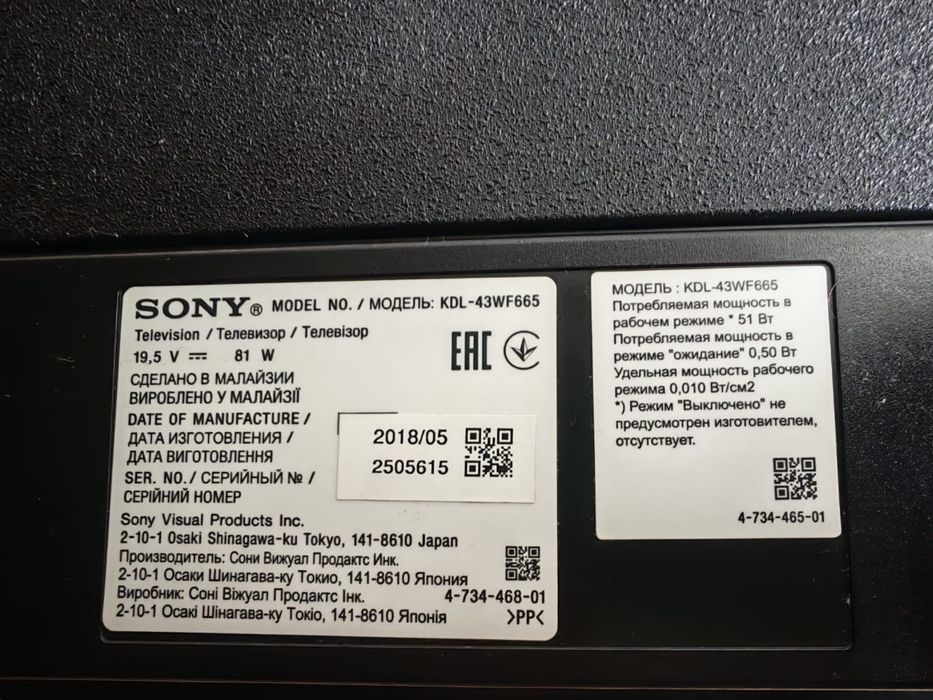 SONY® MODEL NO. / МОДЕЛЬ: KDL-43WF665
Television / Телевизор / Телевізор
19,5 V ⎓ 81 W
EAC
СДЕЛАНО В МАЛАЙЗИИ
ВИРОБЛЕНО У МАЛАЙЗІЇ
DATE OF MANUFACTURE /
ДАТА ИЗГОТОВЛЕНИЯ /
ДАТА ВИГОТОВЛЕННЯ
2018/05
SER. NO. / СЕРИЙНЫЙ № /
СЕРІЙНИЙ НОМЕР
2505615
Sony Visual Products Inc.
2-10-1 Osaki Shinagawa-ku Tokyo, 141-8610 Japan
Производитель: Сони Вижуал Продактс Инк.
2-10-1 Осаки Шинагава-ку Токио, 141-8610 Япония
Виробник: Соні Віжуал Продактс Інк. 4-734-468-01
2-10-1 Осакі Шінагава-ку Токіо, 141-8610 Японія >PP<
МОДЕЛЬ : KDL-43WF665
Потребляемая мощность в
рабочем режиме * 51 Вт
Потребляемая мощность в
режиме "ожидание" 0,50 Вт
Удельная мощность рабочего
режима 0,010 Вт/см2
*) Режим "Выключено" не
предусмотрен изготовителем,
отсутствует.
4-734-465-01